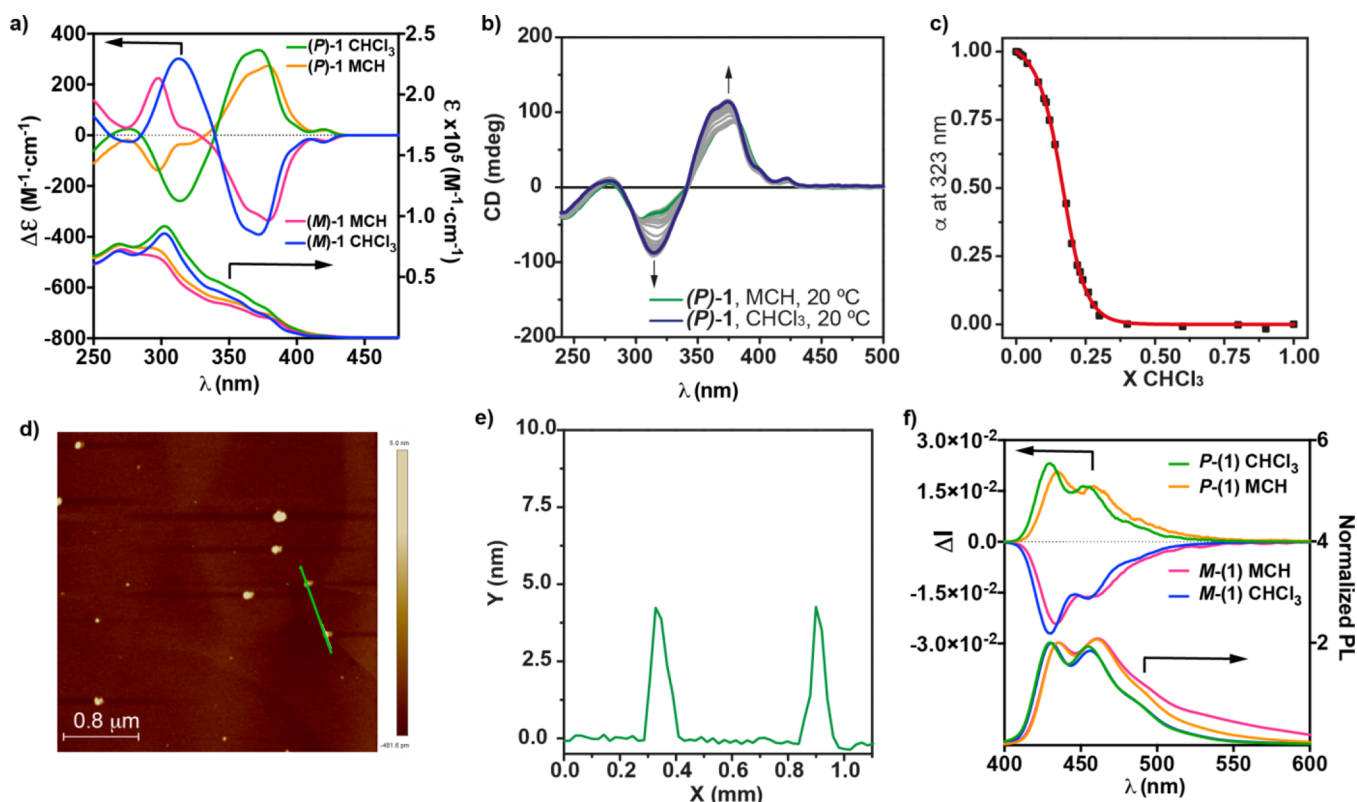 a)
400
200
0
-200
-400
-600
-800
Δε (M⁻¹·cm⁻¹)
(P)-1 CHCl₃
(P)-1 MCH
(M)-1 MCH
(M)-1 CHCl₃
2.5
2.0
1.5
1.0
0.5
ε x10⁵ (M⁻¹·cm⁻¹)
250 300 350 400 450
λ (nm)
b)
200
100
0
-100
-200
CD (mdeg)
(P)-1, MCH, 20 ºC
(P)-1, CHCl₃, 20 ºC
250 300 350 400 450 500
λ (nm)
c)
1.00
0.75
0.50
0.25
0.00
α at 323 nm
0.00 0.25 0.50 0.75 1.00
X CHCl₃
d)
0.8 μm
5.0 nm
-481.6 pm
e)
10.0
7.5
5.0
2.5
0.0
Y (nm)
0.0 0.2 0.4 0.6 0.8 1.0
X (mm)
f)
3.0×10⁻²
1.5×10⁻²
0
-1.5×10⁻²
-3.0×10⁻²
ΔI
P-(1) CHCl₃
P-(1) MCH
M-(1) MCH
M-(1) CHCl₃
6
4
2
0
Normalized PL
400 450 500 550 600
λ (nm)